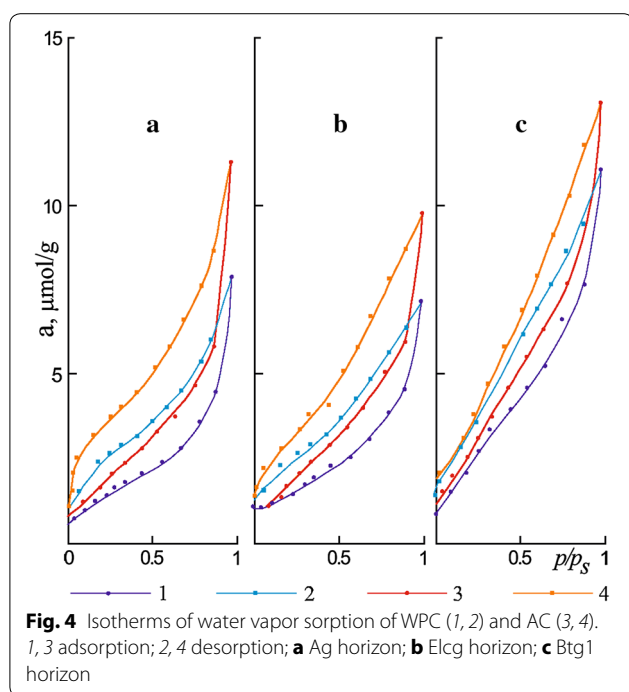 15
a
b
c
10
a, µmol/g
5
0
0.5
1
0.5
1
0.5
1
p/ps
1
2
3
4
Fig. 4 Isotherms of water vapor sorption of WPC (1, 2) and AC (3, 4).
1, 3 adsorption; 2, 4 desorption; a Ag horizon; b Elcg horizon; c Btg1
horizon